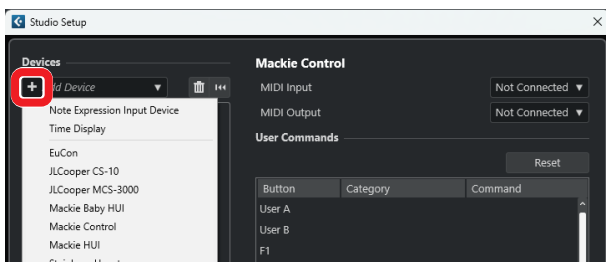 Studio Setup
Devices
Device
Note Expression Input Device
Time Display
EuCon
JLCooper CS-10
JLCooper MCS-3000
Mackie Baby HUI
Mackie Control
Mackie HUI
Mackie Control
MIDI Input
Not Connected
MIDI Output
Not Connected
User Commands
Reset
Button Category Command
User A
User B
F1